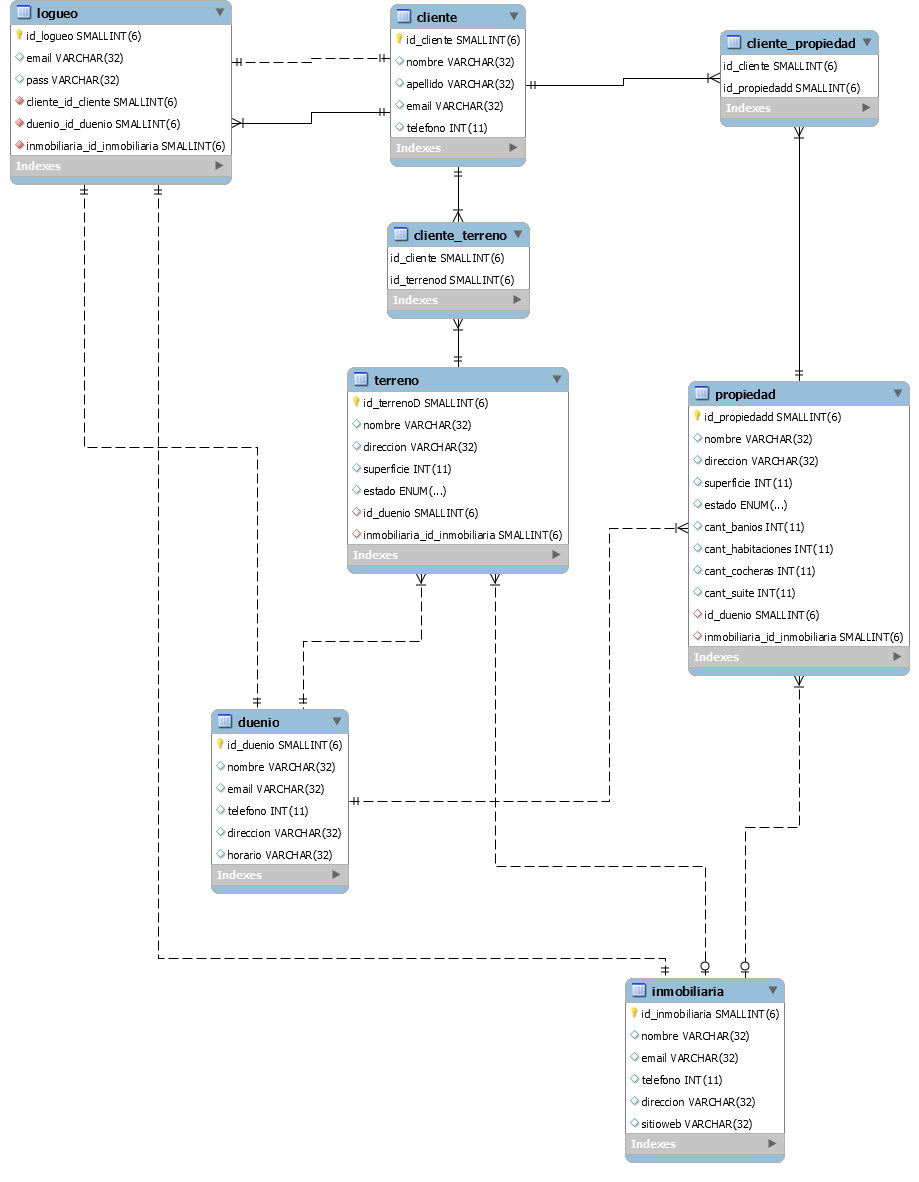 logueo
id_logueo SMALLINT(6)
email VARCHAR(32)
pass VARCHAR(32)
cliente_id_cliente SMALLINT(6)
duenio_id_duenio SMALLINT(6)
inmobiliaria_id_inmobiliaria SMALLINT(6)
Indexes
cliente
id_cliente SMALLINT(6)
nombre VARCHAR(32)
apellido VARCHAR(32)
email VARCHAR(32)
telefono INT(11)
Indexes
cliente_propiedad
id_cliente SMALLINT(6)
id_propiedadd SMALLINT(6)
Indexes
cliente_terreno
id_cliente SMALLINT(6)
id_terrenod SMALLINT(6)
Indexes
terreno
id_terrenoD SMALLINT(6)
nombre VARCHAR(32)
direccion VARCHAR(32)
superficie INT(11)
estado ENUM(...)
id_duenio SMALLINT(6)
inmobiliaria_id_inmobiliaria SMALLINT(6)
Indexes
propiedad
id_propiedadd SMALLINT(6)
nombre VARCHAR(32)
direccion VARCHAR(32)
superficie INT(11)
estado ENUM(...)
cant_banios INT(11)
cant_habitaciones INT(11)
cant_cocheras INT(11)
cant_suite INT(11)
id_duenio SMALLINT(6)
inmobiliaria_id_inmobiliaria SMALLINT(6)
Indexes
duenio
id_duenio SMALLINT(6)
nombre VARCHAR(32)
email VARCHAR(32)
telefono INT(11)
direccion VARCHAR(32)
horario VARCHAR(32)
Indexes
inmobiliaria
id_inmobiliaria SMALLINT(6)
nombre VARCHAR(32)
email VARCHAR(32)
telefono INT(11)
direccion VARCHAR(32)
sitioweb VARCHAR(32)
Indexes